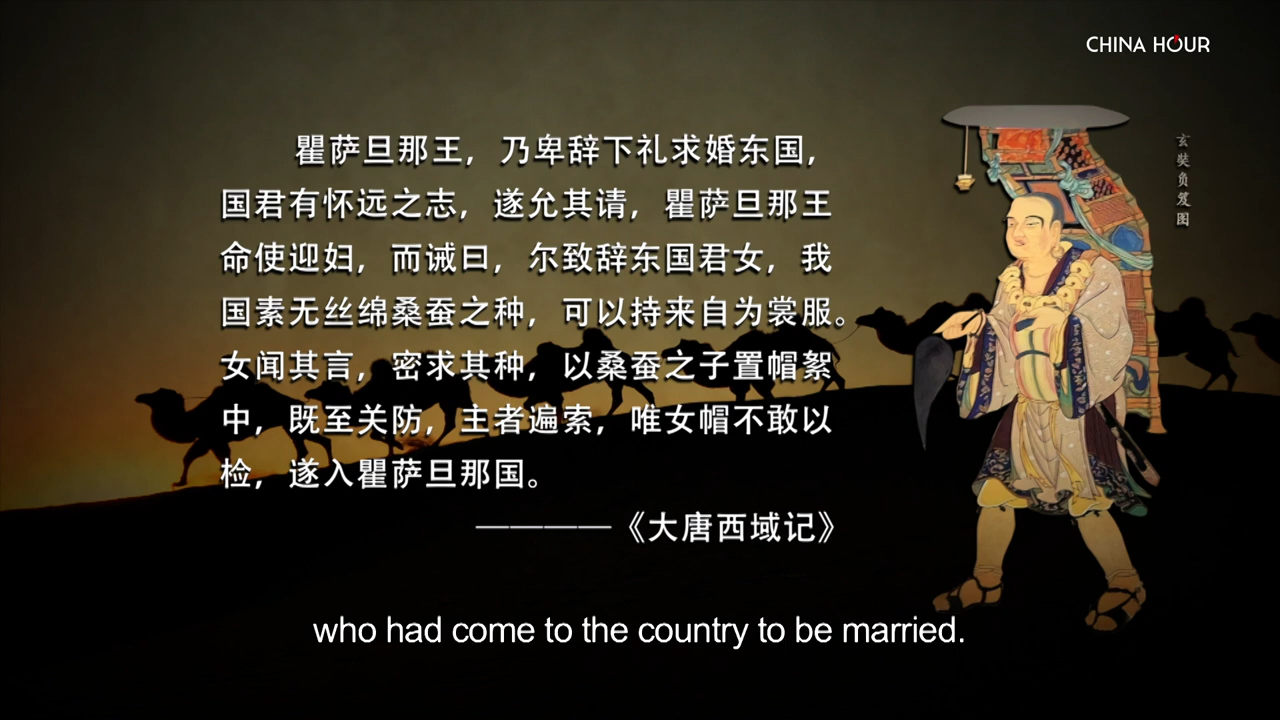 CHINA HOUR
瞿萨旦那王，乃卑辞下礼求婚东国，
国君有怀远之志，遂允其请，瞿萨旦那王
命使迎妇，而诫曰，尔致辞东国君女，我
国素无丝绵桑蚕之种，可以持来自为裳服。
女闻其言，密求其种，以桑蚕之子置帽絮
中，既至关防，主者遍索，唯女帽不敢以
检，遂入瞿萨旦那国。
————《大唐西域记》
玄奘负笈图
who had come to the country to be married.